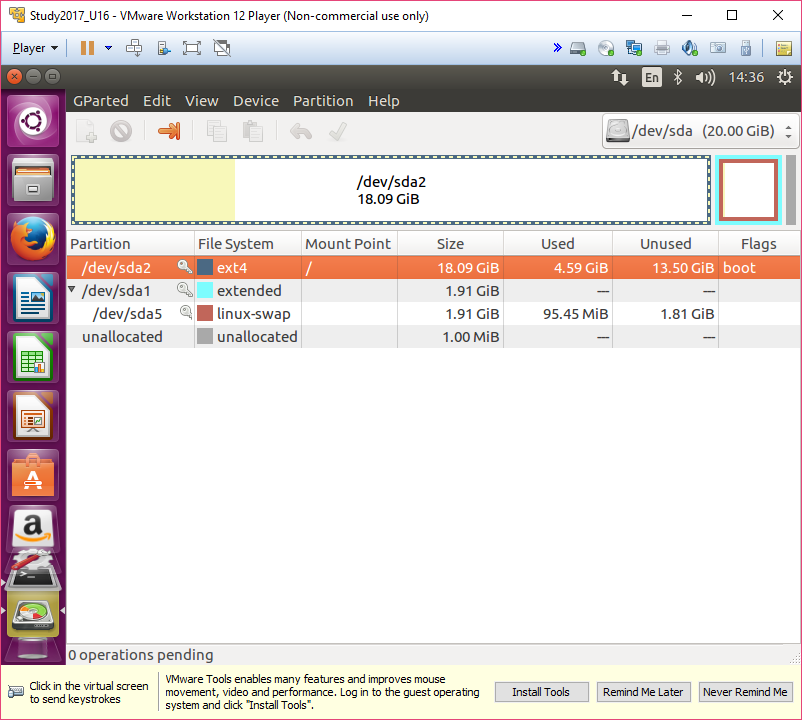 Study2017_U16 - VMware Workstation 12 Player (Non-commercial use only)
Player
En 14:36
GParted Edit View Device Partition Help
/dev/sda (20.00 GiB)
/dev/sda2
18.09 GiB
Partition File System Mount Point Size Used Unused Flags
/dev/sda2 ext4 / 18.09 GiB 4.59 GiB 13.50 GiB boot
/dev/sda1 extended 1.91 GiB --- ---
/dev/sda5 linux-swap 1.91 GiB 95.45 MiB 1.81 GiB
unallocated unallocated 1.00 MiB --- ---
0 operations pending
Click in the virtual screen
to send keystrokes
VMware Tools enables many features and improves mouse
movement, video and performance. Log in to the guest operating
system and click "Install Tools".
Install Tools Remind Me Later Never Remind Me